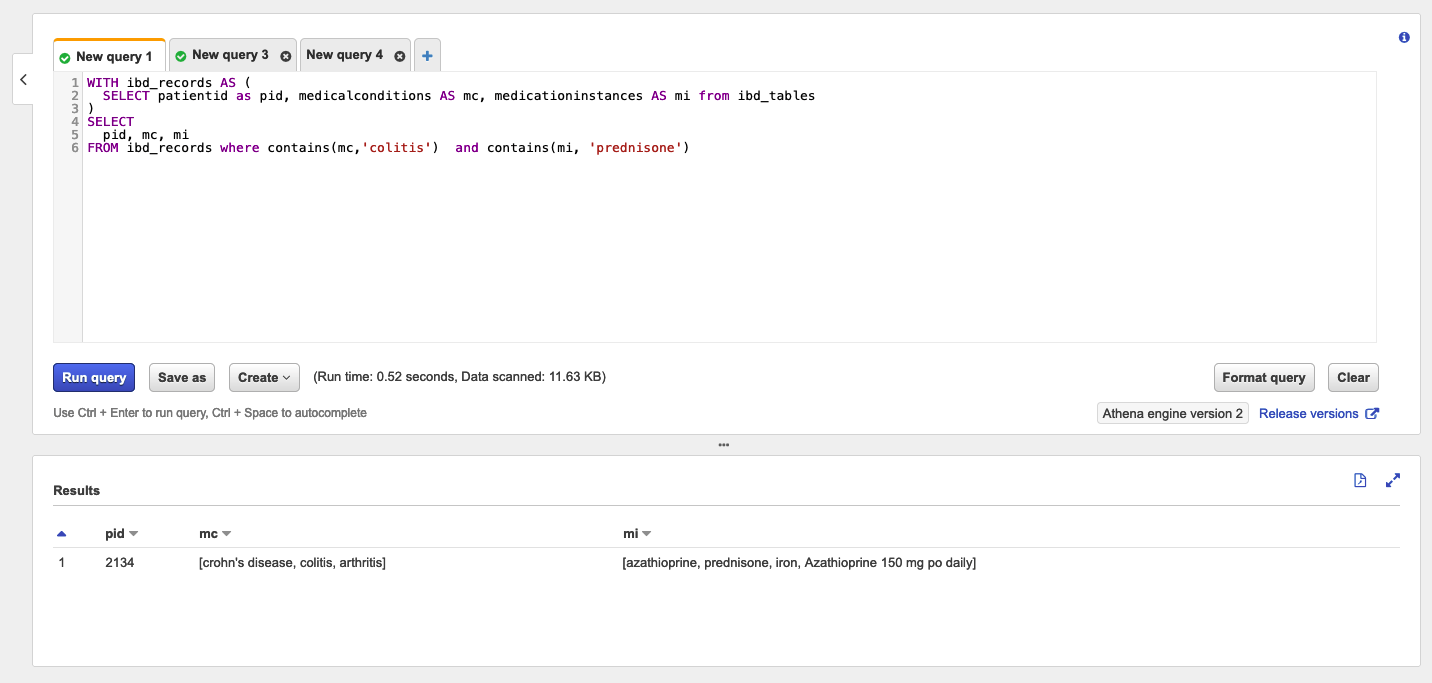 New query 1 New query 3 New query 4 +
1 WITH ibd_records AS (
2 SELECT patientid as pid, medicalconditions AS mc, medicationinstances AS mi from ibd_tables
3 )
4 SELECT
5 pid, mc, mi
6 FROM ibd_records where contains(mc,'colitis')  and contains(mi, 'prednisone')
Run query Save as Create (Run time: 0.52 seconds, Data scanned: 11.63 KB) Format query Clear
Use Ctrl + Enter to run query, Ctrl + Space to autocomplete Athena engine version 2 Release versions
Results
pid mc mi
1 2134 [crohn's disease, colitis, arthritis] [azathioprine, prednisone, iron, Azathioprine 150 mg po daily]